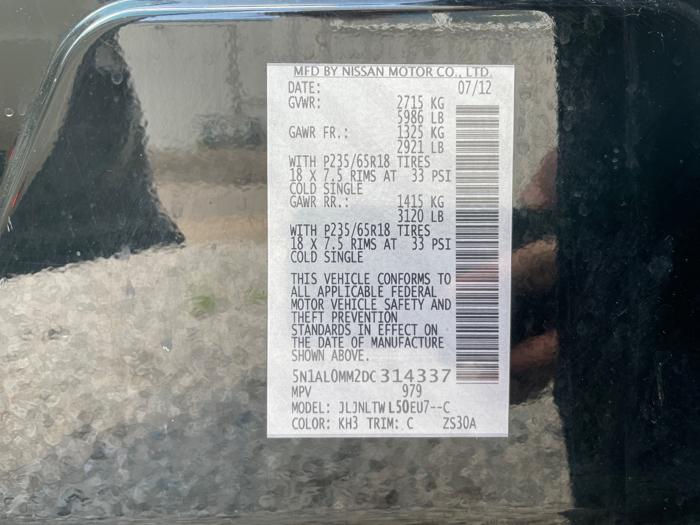 MFD BY NISSAN MOTOR CO., LTD.
DATE: 07/12
GVWR: 2715 KG
5986 LB
GAWR FR.: 1325 KG
2921 LB
WITH P235/65R18 TIRES
18 X 7.5 RIMS AT 33 PSI
COLD SINGLE
GAWR RR.: 1415 KG
3120 LB
WITH P235/65R18 TIRES
18 X 7.5 RIMS AT 33 PSI
COLD SINGLE
THIS VEHICLE CONFORMS TO
ALL APPLICABLE FEDERAL
MOTOR VEHICLE SAFETY AND
THEFT PREVENTION
STANDARDS IN EFFECT ON
THE DATE OF MANUFACTURE
SHOWN ABOVE.
5N1AL0MM2DC314337
MPV 979
MODEL: JLJNLTWL50EU7--C
COLOR: KH3 TRIM: C ZS30A